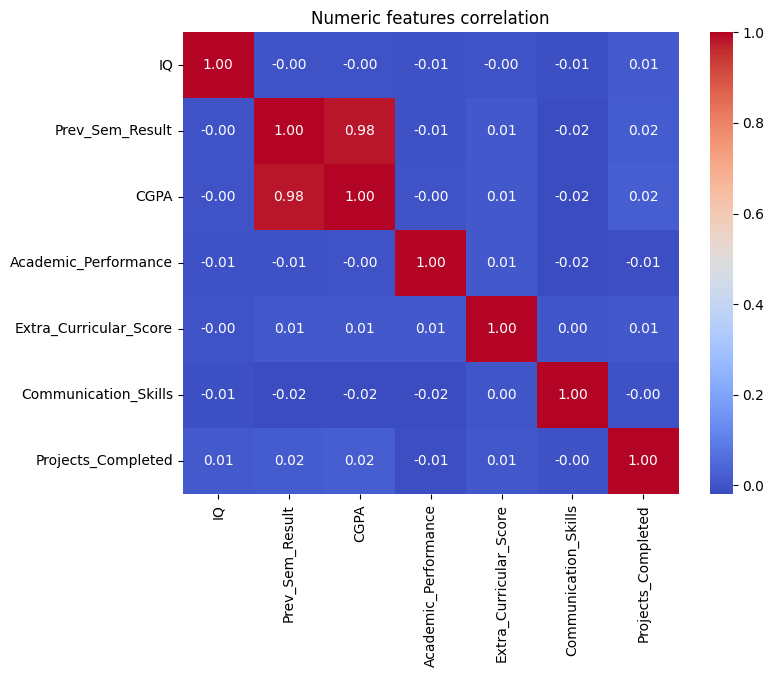 Numeric features correlation
IQ 1.00 -0.00 -0.00 -0.01 -0.00 -0.01 0.01
Prev_Sem_Result -0.00 1.00 0.98 -0.01 0.01 -0.02 0.02
CGPA -0.00 0.98 1.00 -0.00 0.01 -0.02 0.02
Academic_Performance -0.01 -0.01 -0.00 1.00 0.01 -0.02 -0.01
Extra_Curricular_Score -0.00 0.01 0.01 0.01 1.00 0.00 0.01
Communication_Skills -0.01 -0.02 -0.02 -0.02 0.00 1.00 -0.00
Projects_Completed 0.01 0.02 0.02 -0.01 0.01 -0.00 1.00
IQ
Prev_Sem_Result
CGPA
Academic_Performance
Extra_Curricular_Score
Communication_Skills
Projects_Completed
1.0
0.8
0.6
0.4
0.2
0.0